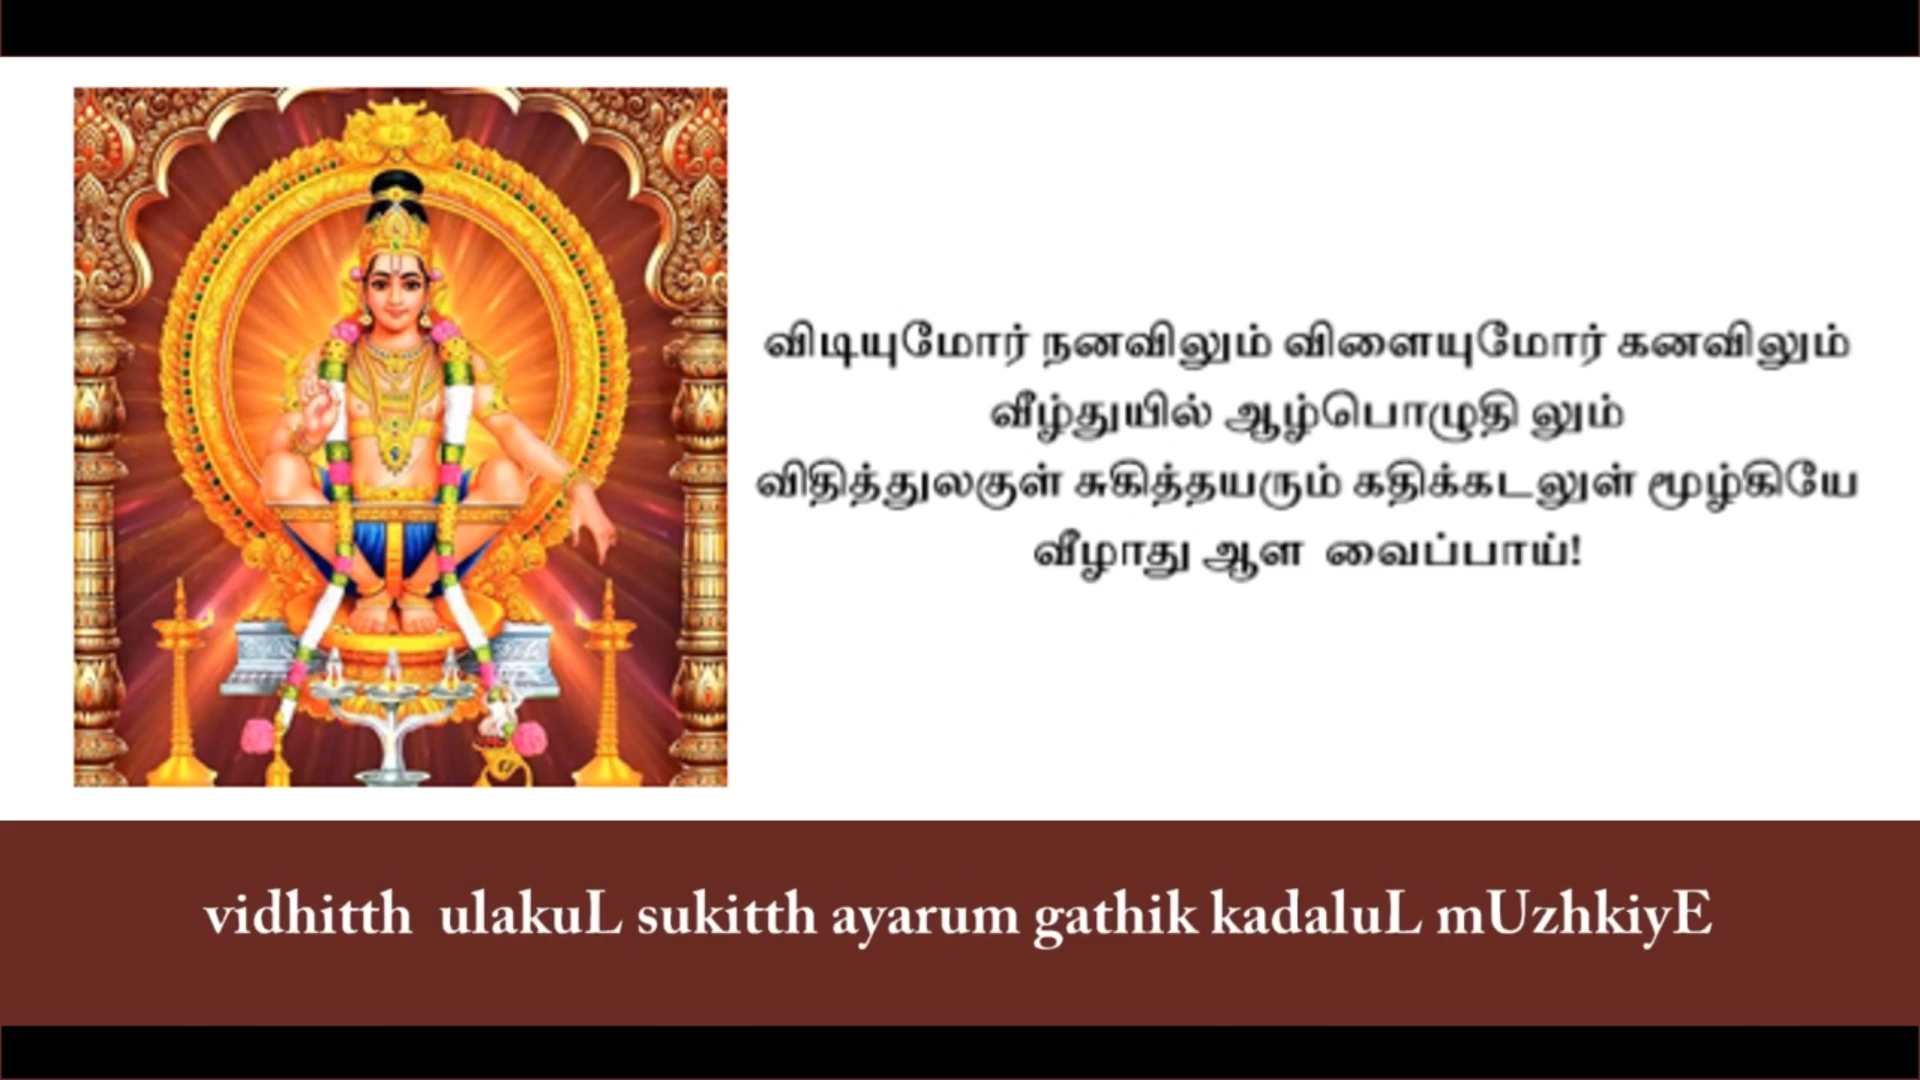 விடியுமோர் நனவிலும் விளையுமோர் கனவிலும்
வீழ்துயில் ஆழ்பொழுதி லும்
விதித்துலகுள் சுகித்தயரும் கதிக்கடலுள் மூழ்கியே
வீழாது ஆள வைப்பாய்!
vidhitth ulakuL sukitth ayarum gathik kadaluL mUzhkiyE